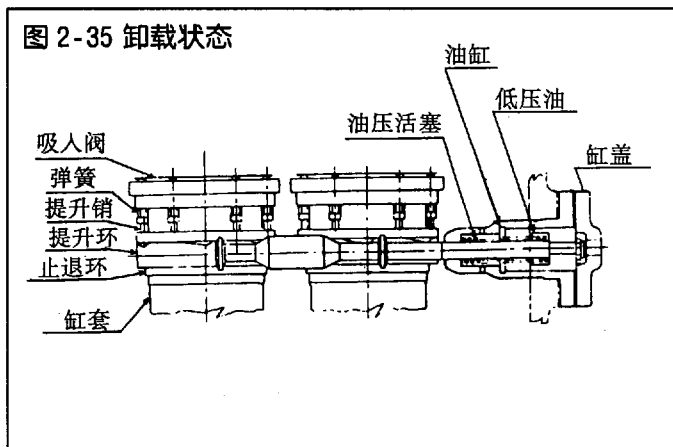 图 2-35 卸载状态
油缸
低压油
油压活塞
缸盖
吸人阀
弹簧
提升销
提升环
止退环
缸套